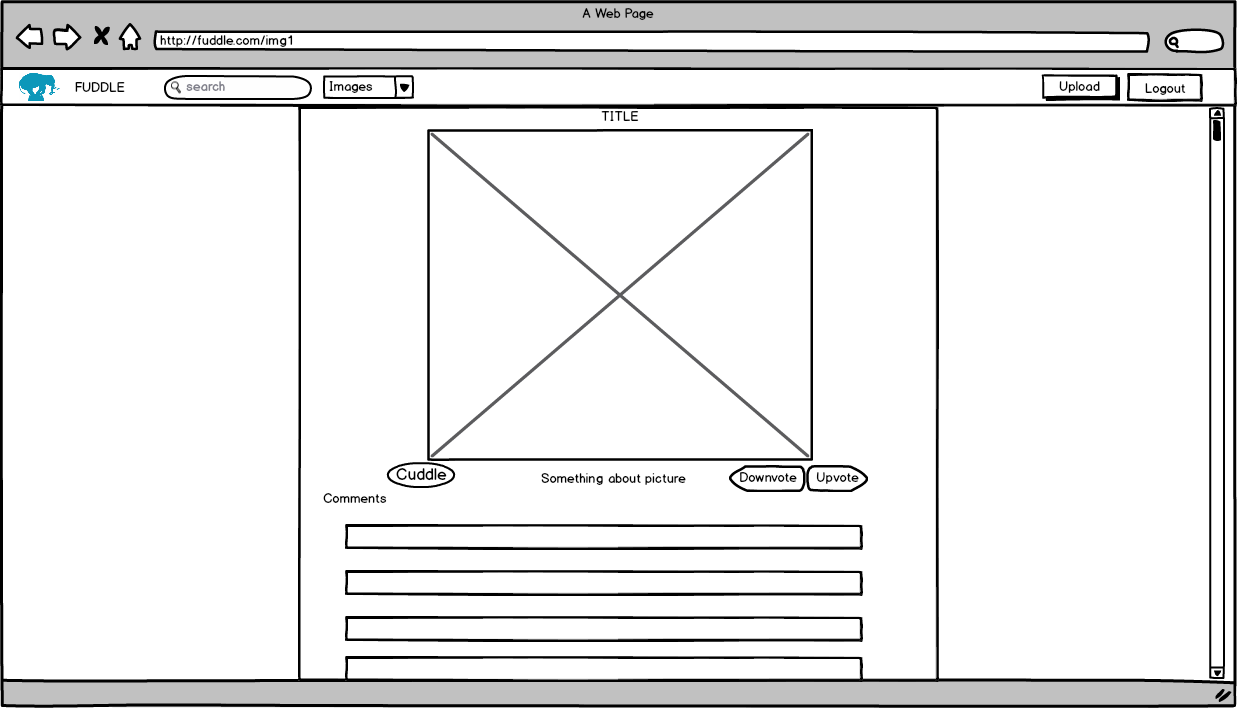 A Web Page
http://fuddle.com/img1
FUDDLE
search
Images
Upload
Logout
TITLE
Cuddle
Something about picture
Downvote
Upvote
Comments